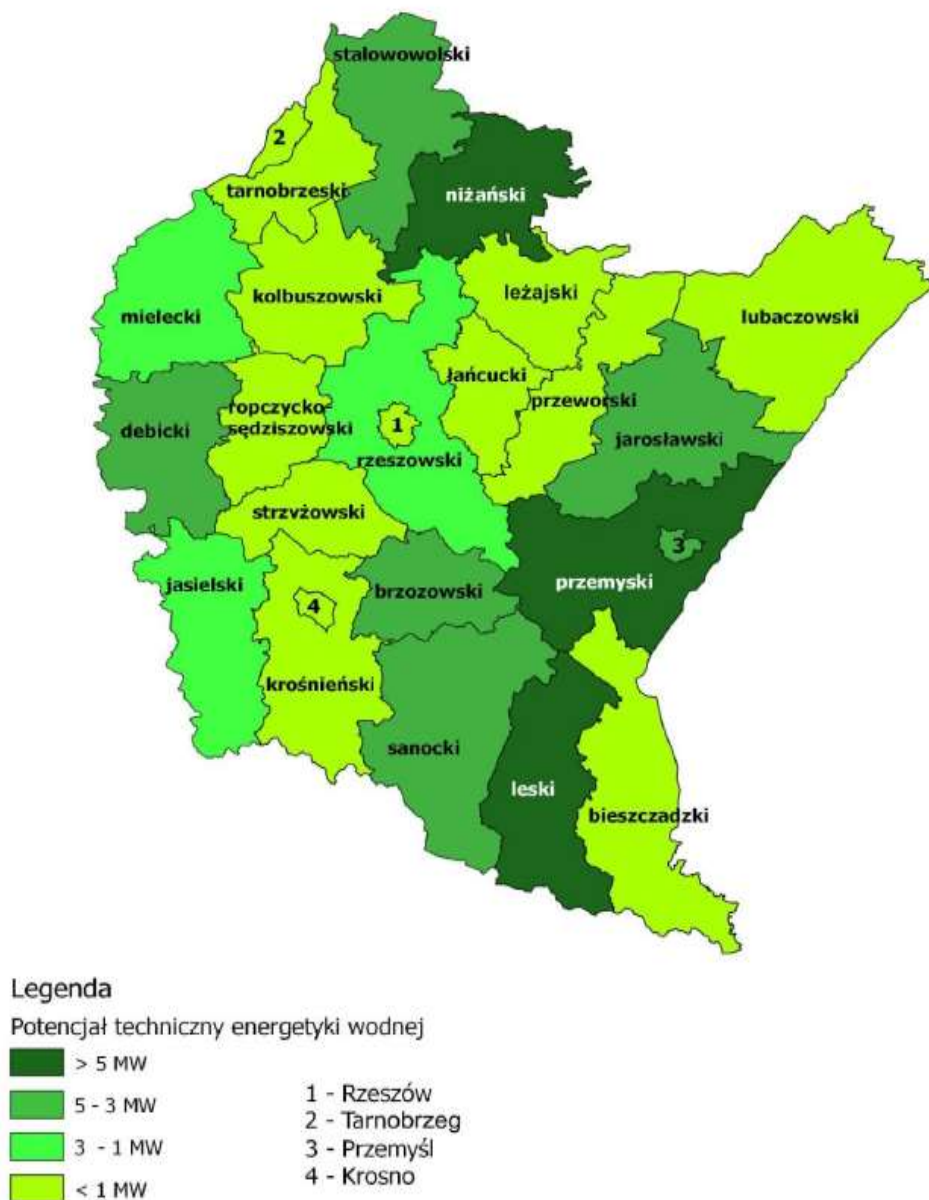 stalowowolski
2
tarnobrzeski
niżański
kolbuszowski
leżajski
mielecki
lubaczowski
łańcucki
ropczycko-
sędziszowski
przeworski
debicki
1
jarosławski
rzeszowski
strzyżowski
3
jasielski
brzozowski
przemyski
4
krośnieński
sanocki
leski
bieszczadzki
Legenda
Potencjał techniczny energetyki wodnej
> 5 MW
5 - 3 MW
3 - 1 MW
< 1 MW
1 - Rzeszów
2 - Tarnobrzeg
3 - Przemyśl
4 - Krosno